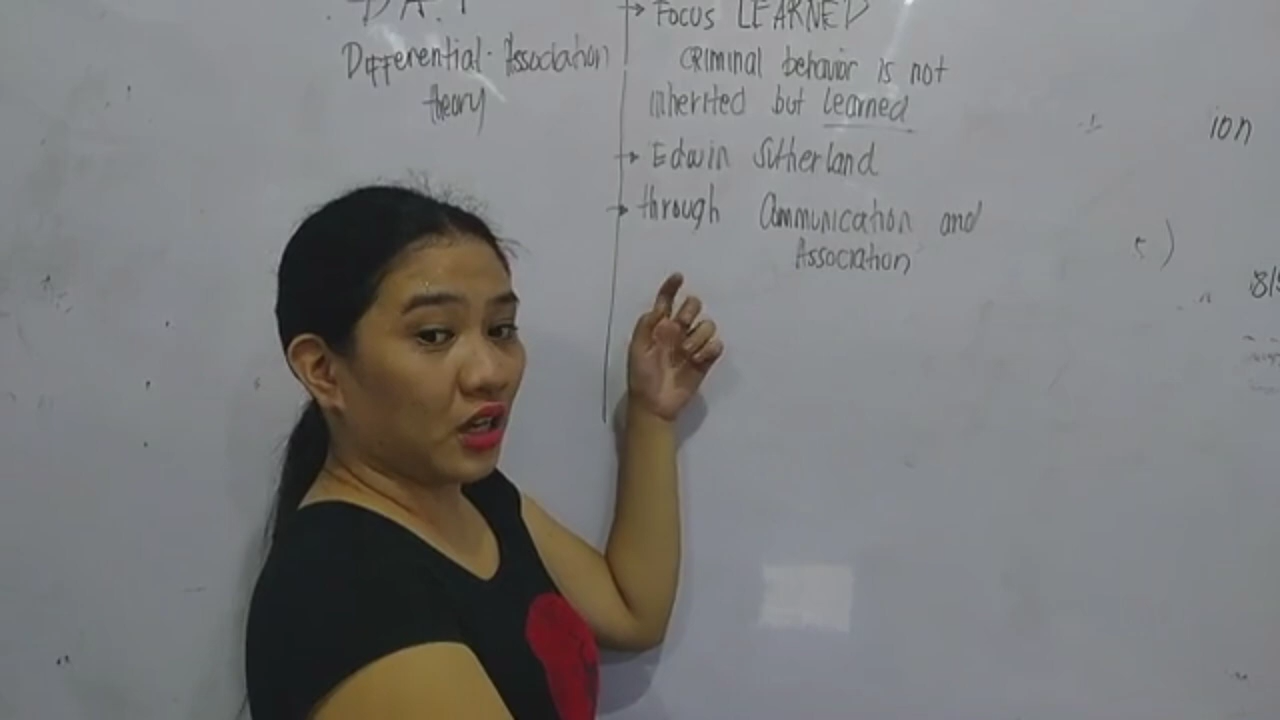 D.A.T
Differential Association
theory
→ Focus LEARNED
criminal behavior is not
inherited but learned
→ Edwin Sutherland
→ through Communication and
Association
ion